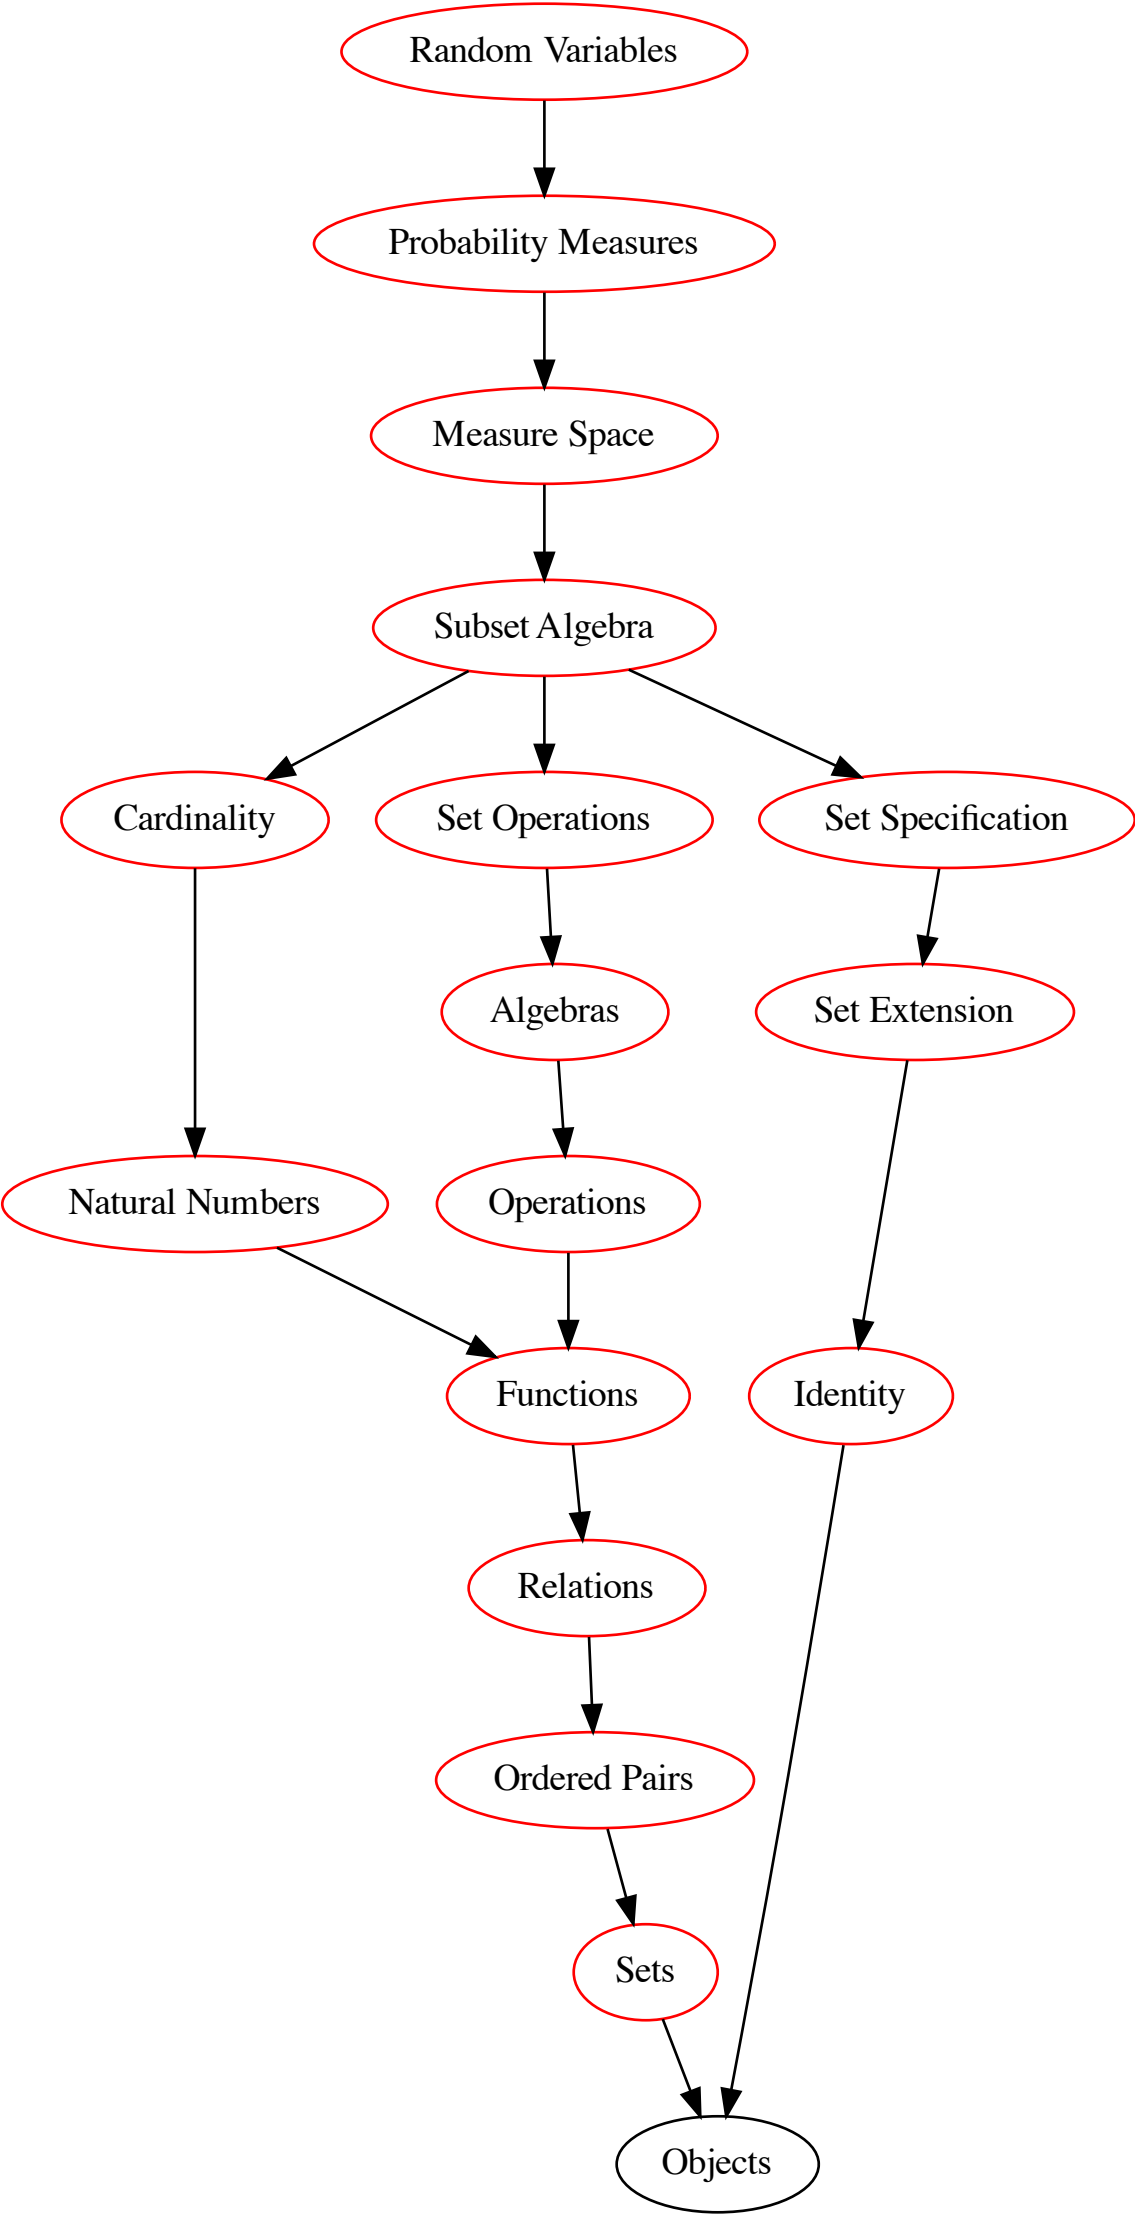 Random Variables
Probability Measures
Measure Space
Subset Algebra
Cardinality
Set Operations
Set Specification
Algebras
Set Extension
Natural Numbers
Operations
Functions
Identity
Relations
Ordered Pairs
Sets
Objects